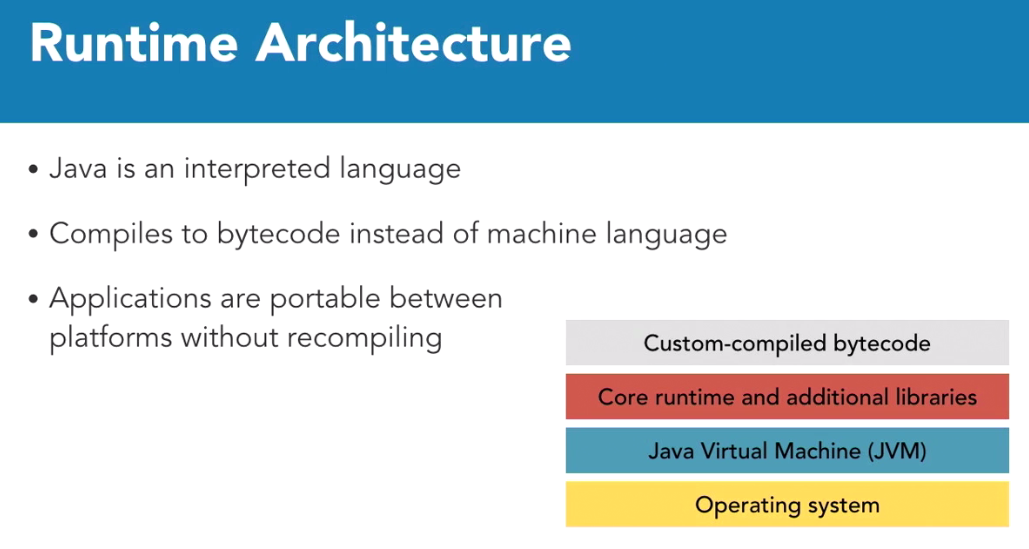 Runtime Architecture
• Java is an interpreted language
• Compiles to bytecode instead of machine language
• Applications are portable between
platforms without recompiling
Custom-compiled bytecode
Core runtime and additional libraries
Java Virtual Machine (JVM)
Operating system